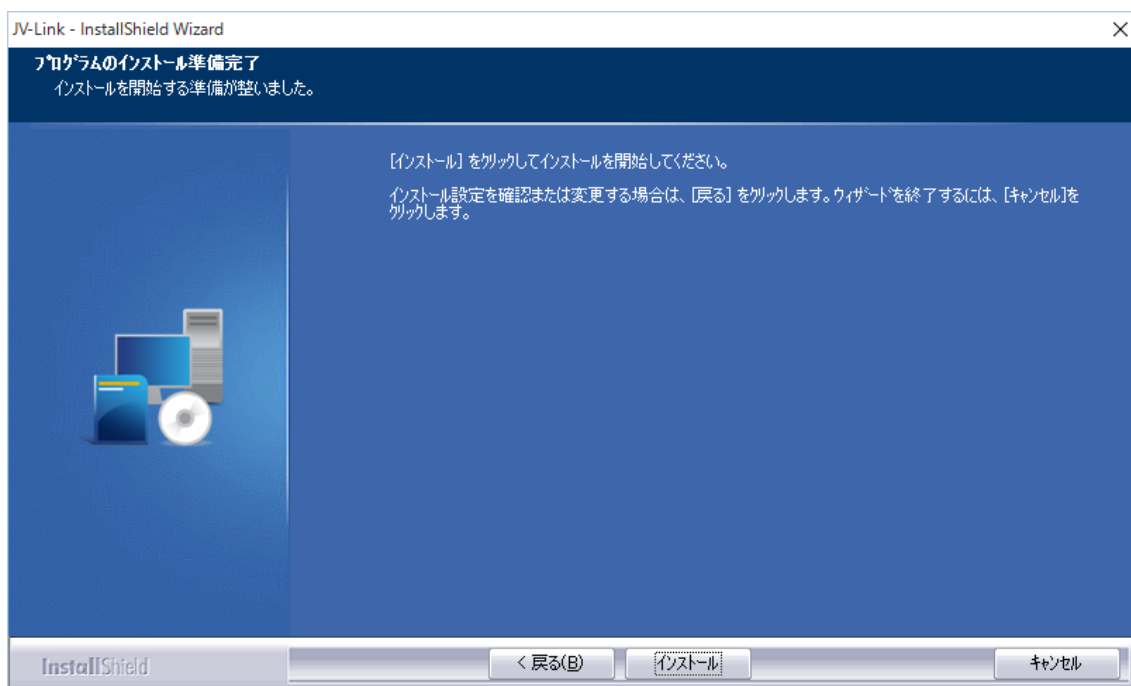 JV-Link - InstallShield Wizard
ﾌﾟﾛｸﾞﾗﾑのｲﾝｽﾄｰﾙ準備完了
ｲﾝｽﾄｰﾙを開始する準備が整いました。
[ｲﾝｽﾄｰﾙ] をｸﾘｯｸしてｲﾝｽﾄｰﾙを開始してください。
ｲﾝｽﾄｰﾙ設定を確認または変更する場合は、[戻る] をｸﾘｯｸします。ｳｨｻﾞｰﾄﾞを終了するには、[ｷｬﾝｾﾙ]を
ｸﾘｯｸします。
InstallShield
< 戻る(B)
ｲﾝｽﾄｰﾙ
ｷｬﾝｾﾙ